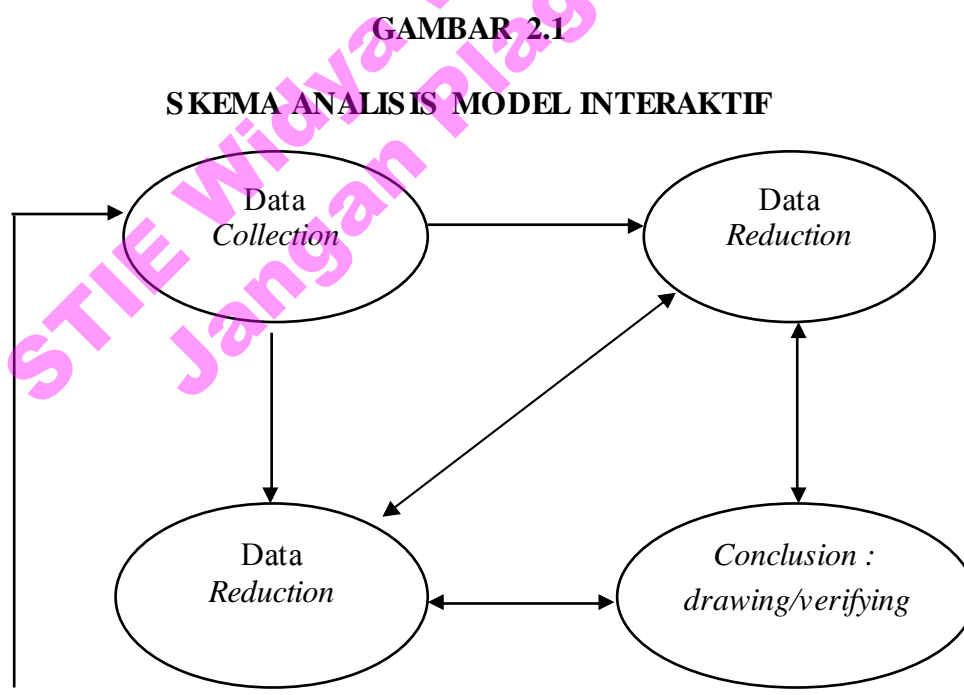 GAMBAR 2.1
SKEMA ANALISIS MODEL INTERAKTIF
Data
Collection
Data
Reduction
Data
Reduction
Conclusion :
drawing/verifying
STIE Widya
Jangan Plag